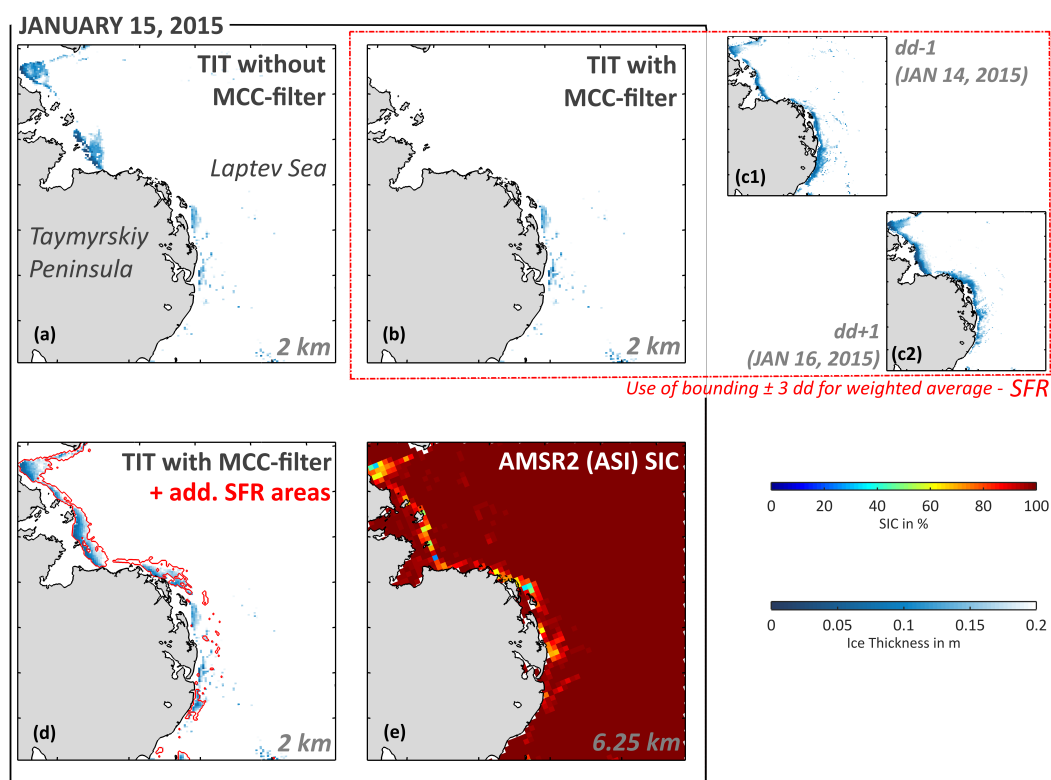 JANUARY 15, 2015
TIT without
MCC-filter
Laptev Sea
Taymyrskiy
Peninsula
(a)
2 km
TIT with
MCC-filter
(b)
2 km
dd-1
(JAN 14, 2015)
(c1)
dd+1
(JAN 16, 2015)
(c2)
Use of bounding ± 3 dd for weighted average - SFR
TIT with MCC-filter
+ add. SFR areas
(d)
2 km
AMSR2 (ASI) SIC
(e)
6.25 km
0 20 40 60 80 100
SIC in %
0 0.05 0.1 0.15 0.2
Ice Thickness in m